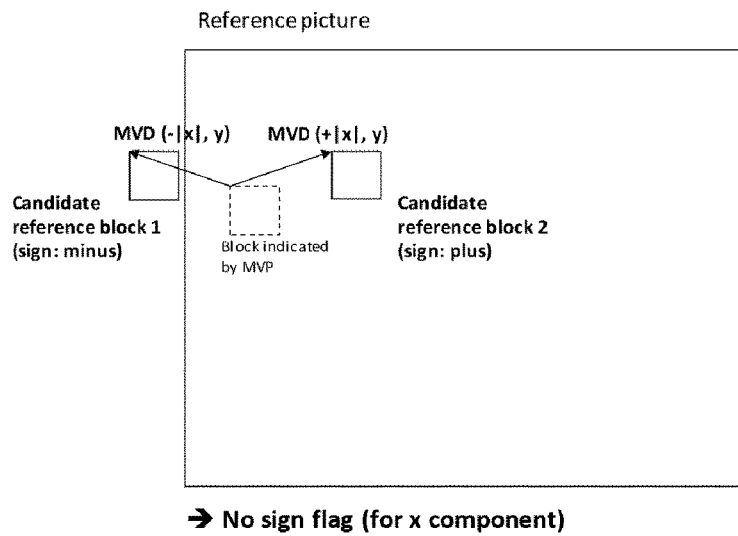 Reference picture
MVD (-|x|, y)
MVD (+|x|, y)
Candidate
reference block 1
(sign: minus)
Block indicated
by MVP
Candidate
reference block 2
(sign: plus)
➔ No sign flag (for x component)